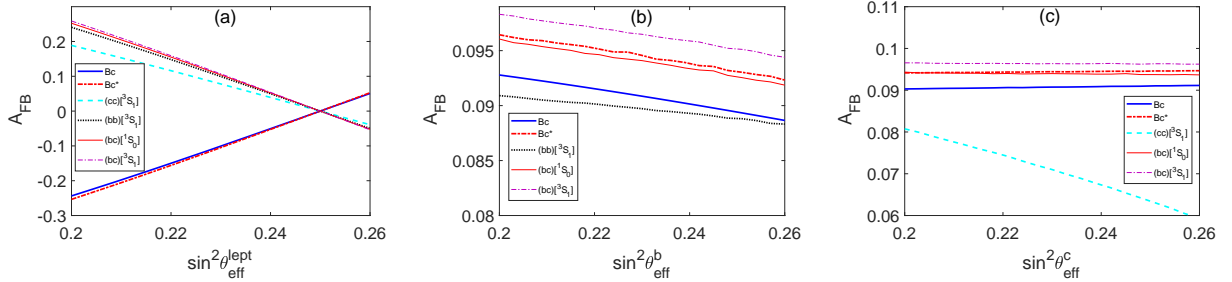 (a)
A_FB
0.2
0.1
0
-0.1
-0.2
-0.3
Bc
Bc*
(cc)[³S₁]
(bb)[³S₁]
(bc)[¹S₀]
(bc)[³S₁]
0.2 0.22 0.24 0.26
sin²θ_eff^lept
(b)
A_FB
0.095
0.09
0.085
0.08
Bc
Bc*
(bb)[³S₁]
(bc)[¹S₀]
(bc)[³S₁]
0.2 0.22 0.24 0.26
sin²θ_eff^b
(c)
A_FB
0.11
0.1
0.09
0.08
0.07
0.06
Bc
Bc*
(cc)[³S₁]
(bc)[¹S₀]
(bc)[³S₁]
0.2 0.22 0.24 0.26
sin²θ_eff^c